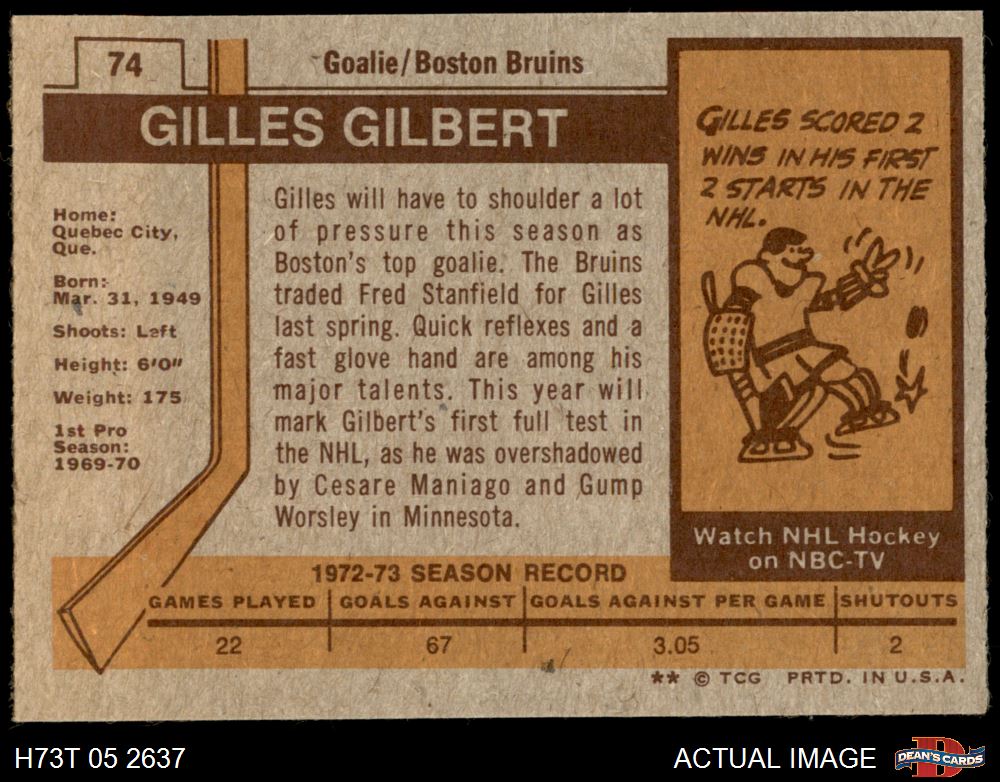 74
Goalie/Boston Bruins
GILLES GILBERT
Home:
Quebec City,
Que.
Born:
Mar. 31, 1949
Shoots: Left
Height: 6'0"
Weight: 175
1st Pro
Season:
1969-70
Gilles will have to shoulder a lot
of pressure this season as
Boston's top goalie. The Bruins
traded Fred Stanfield for Gilles
last spring. Quick reflexes and a
fast glove hand are among his
major talents. This year will
mark Gilbert's first full test in
the NHL, as he was overshadowed
by Cesare Maniago and Gump
Worsley in Minnesota.
GILLES SCORED 2
WINS IN HIS FIRST
2 STARTS IN THE
NHL.
Watch NHL Hockey
on NBC-TV
1972-73 SEASON RECORD
GAMES PLAYED GOALS AGAINST GOALS AGAINST PER GAME SHUTOUTS
22 67 3.05 2
** © TCG PRTD. IN U.S.A.
H73T 05 2637
ACTUAL IMAGE
D
DEAN'S CARDS